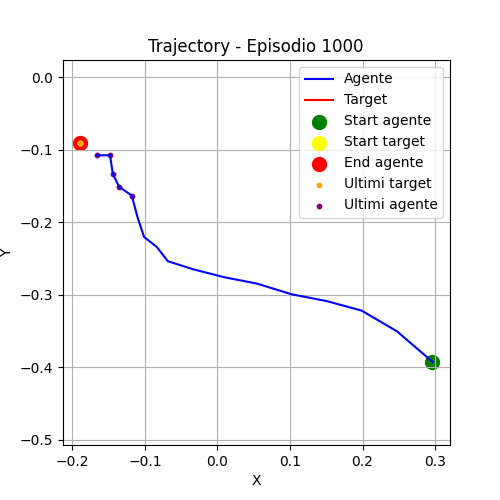 Trajectory - Episodio 1000
Agente
Target
Start agente
Start target
End agente
Ultimi target
Ultimi agente
0.0
−0.1
−0.2
−0.3
−0.4
−0.5
Y
−0.2
−0.1
0.0
0.1
0.2
0.3
X